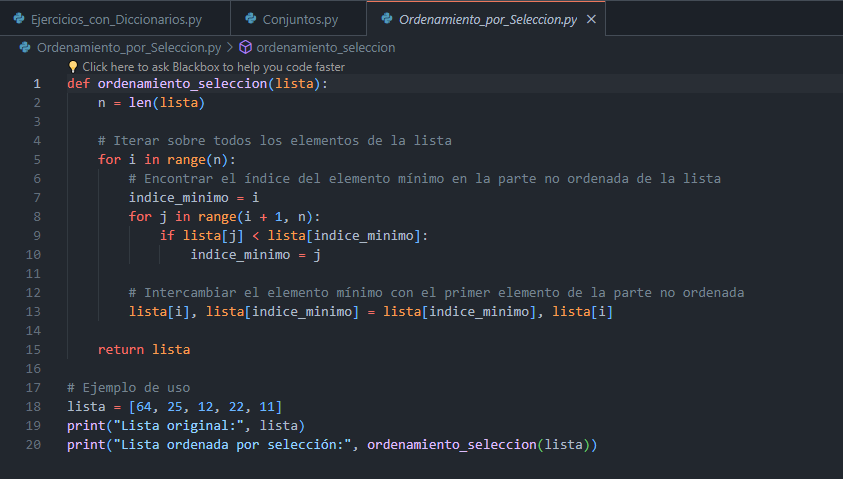 Ejercicios_con_Diccionarios.py Conjuntos.py Ordenamiento_por_Seleccion.py ×
Ordenamiento_por_Seleccion.py > ordenamiento_seleccion
Click here to ask Blackbox to help you code faster
1 def ordenamiento_seleccion(lista):
2     n = len(lista)
3
4     # Iterar sobre todos los elementos de la lista
5     for i in range(n):
6         # Encontrar el índice del elemento mínimo en la parte no ordenada de la lista
7         indice_minimo = i
8         for j in range(i + 1, n):
9             if lista[j] < lista[indice_minimo]:
10                 indice_minimo = j
11
12         # Intercambiar el elemento mínimo con el primer elemento de la parte no ordenada
13         lista[i], lista[indice_minimo] = lista[indice_minimo], lista[i]
14
15     return lista
16
17 # Ejemplo de uso
18 lista = [64, 25, 12, 22, 11]
19 print("Lista original:", lista)
20 print("Lista ordenada por selección:", ordenamiento_seleccion(lista))